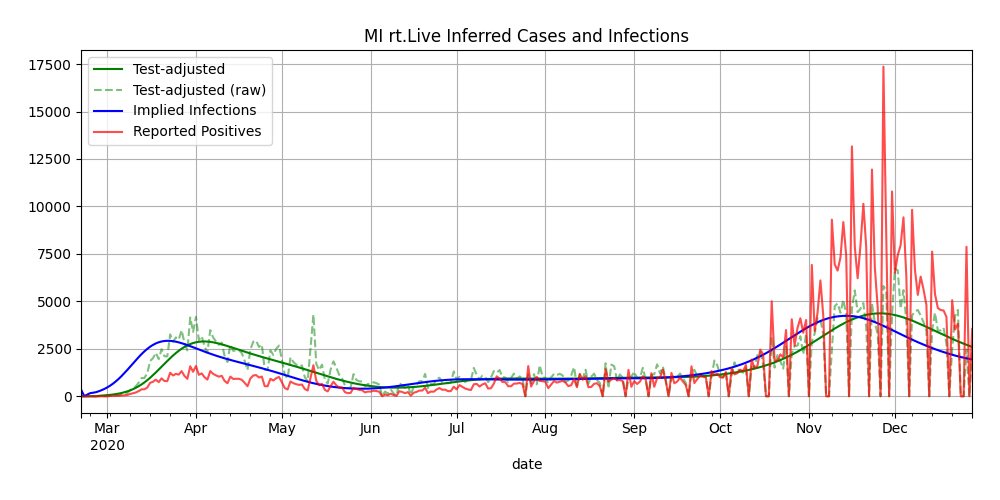 MI rt.Live Inferred Cases and Infections
Test-adjusted
Test-adjusted (raw)
Implied Infections
Reported Positives
17500
15000
12500
10000
7500
5000
2500
0
Mar Apr May Jun Jul Aug Sep Oct Nov Dec
2020
date